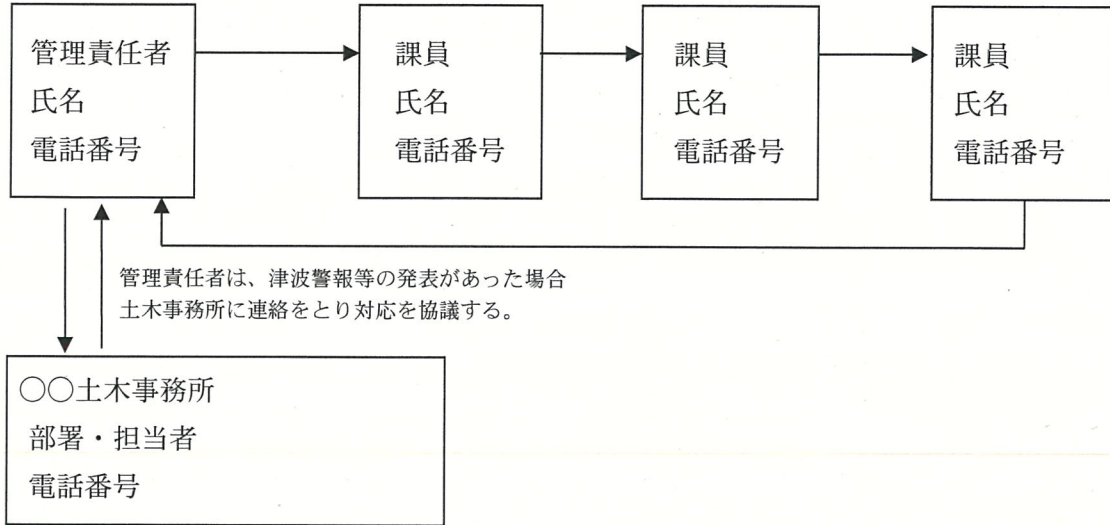 管理責任者
氏名
電話番号
課員
氏名
電話番号
課員
氏名
電話番号
課員
氏名
電話番号
管理責任者は、津波警報等の発表があった場合
土木事務所に連絡をとり対応を協議する。
○○土木事務所
部署・担当者
電話番号